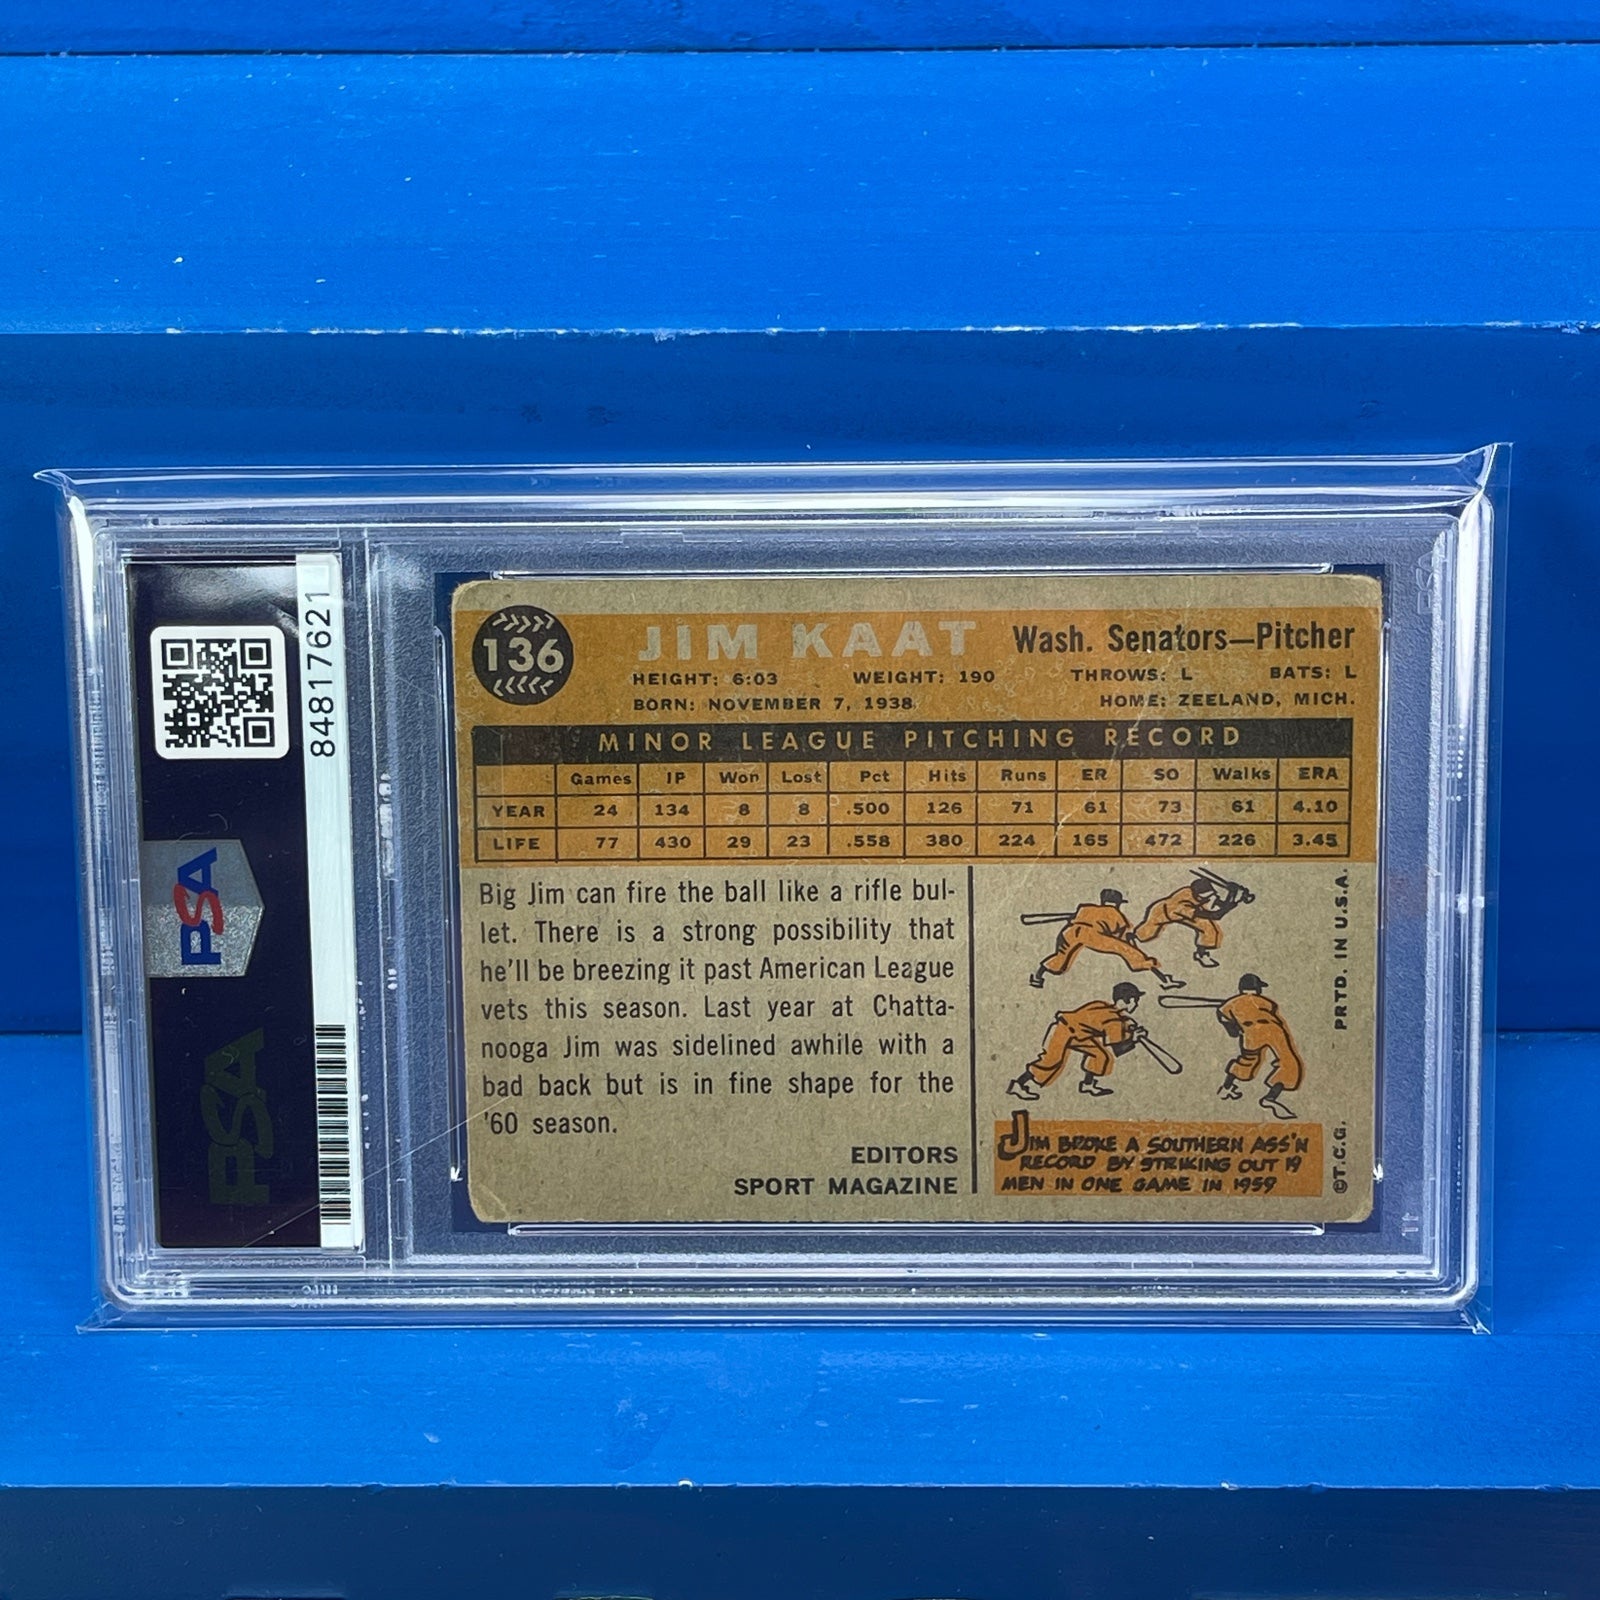 136
JIM KAAT
Wash. Senators—Pitcher
HEIGHT: 6:03 WEIGHT: 190 THROWS: L BATS: L
BORN: NOVEMBER 7, 1938 HOME: ZEELAND, MICH.
MINOR LEAGUE PITCHING RECORD
Games IP Won Lost Pct Hits Runs ER SO Walks ERA
YEAR 24 134 8 8 .500 126 71 61 73 61 4.10
LIFE 77 430 29 23 .558 380 224 165 472 226 3.45
Big Jim can fire the ball like a rifle bul-
let. There is a strong possibility that
he'll be breezing it past American League
vets this season. Last year at Chatta-
nooga Jim was sidelined awhile with a
bad back but is in fine shape for the
'60 season.
EDITORS
SPORT MAGAZINE
JIM BROKE A SOUTHERN ASS'N
RECORD BY STRIKING OUT 19
MEN IN ONE GAME IN 1959
©T.C.G. PRTD. IN U.S.A.
84817621
PSA
PSA